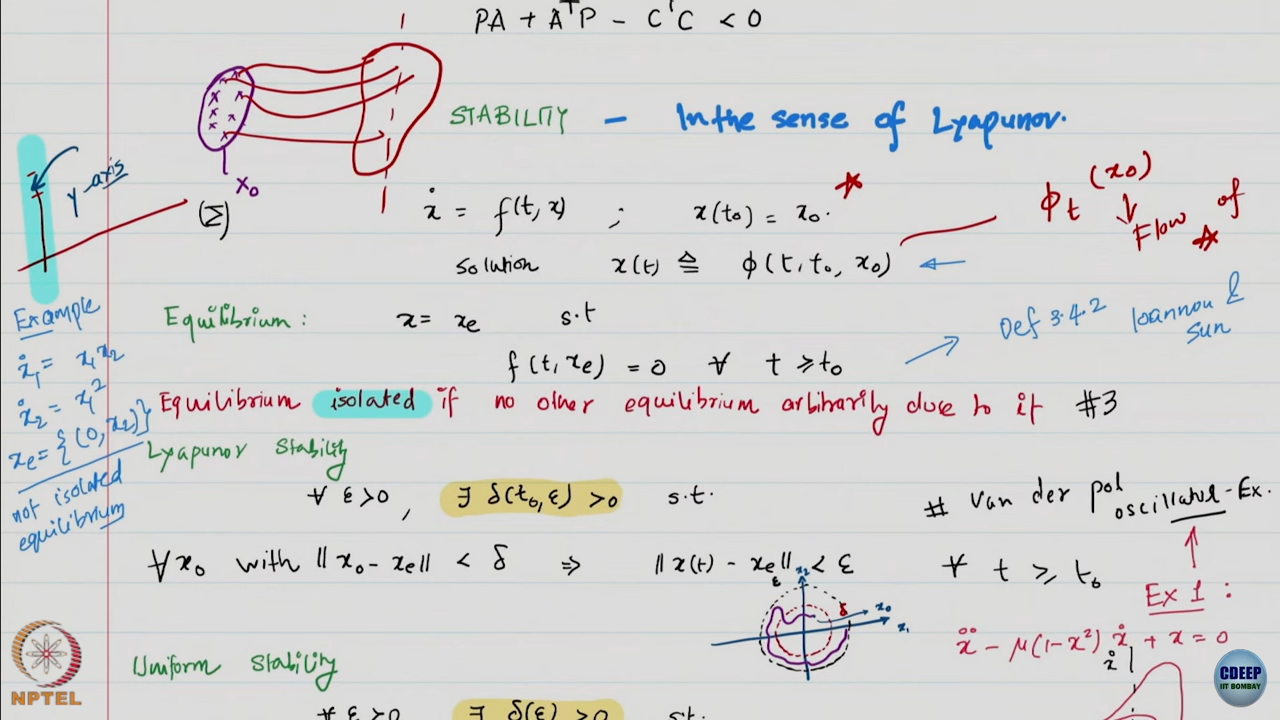 PA + AᵀP - CᵀC < 0
STABILITY - In the sense of Lyapunov.
x₀
y axis
(Σ)
ẋ = f(t, x) ; x(t₀) = x₀.
ϕt (x₀)
Flow of
Solution x(t) ≜ ϕ(t, t₀, x₀)
Equilibrium: x = xe s.t
Def 3.4.2 Ioannou & Sun
f(t, xe) = 0 ∀ t ≥ t₀
Equilibrium isolated if no other equilibrium arbitrarily close to it #3
Example
ẋ₁ = x₁x₂
ẋ₂ = x₁²
xe = {(0, x₂)}
not isolated
equilibrium
Lyapunov Stability
∀ ε > 0, ∃ δ(t₀, ε) > 0 s.t.
# Van der pol oscillator - Ex.
∀ x₀ with ||x₀ - xe|| < δ ⇒ ||x(t) - xe|| < ε ∀ t ≥ t₀
ε
x₂
δ
x₀
x₁
Ex 1 :
ẍ - μ(1-x²) ẋ + x = 0
ẋ
Uniform Stability
∀ ε > 0 ∃ δ(ε) > 0 s.t.
NPTEL
CDEEP
IIT BOMBAY